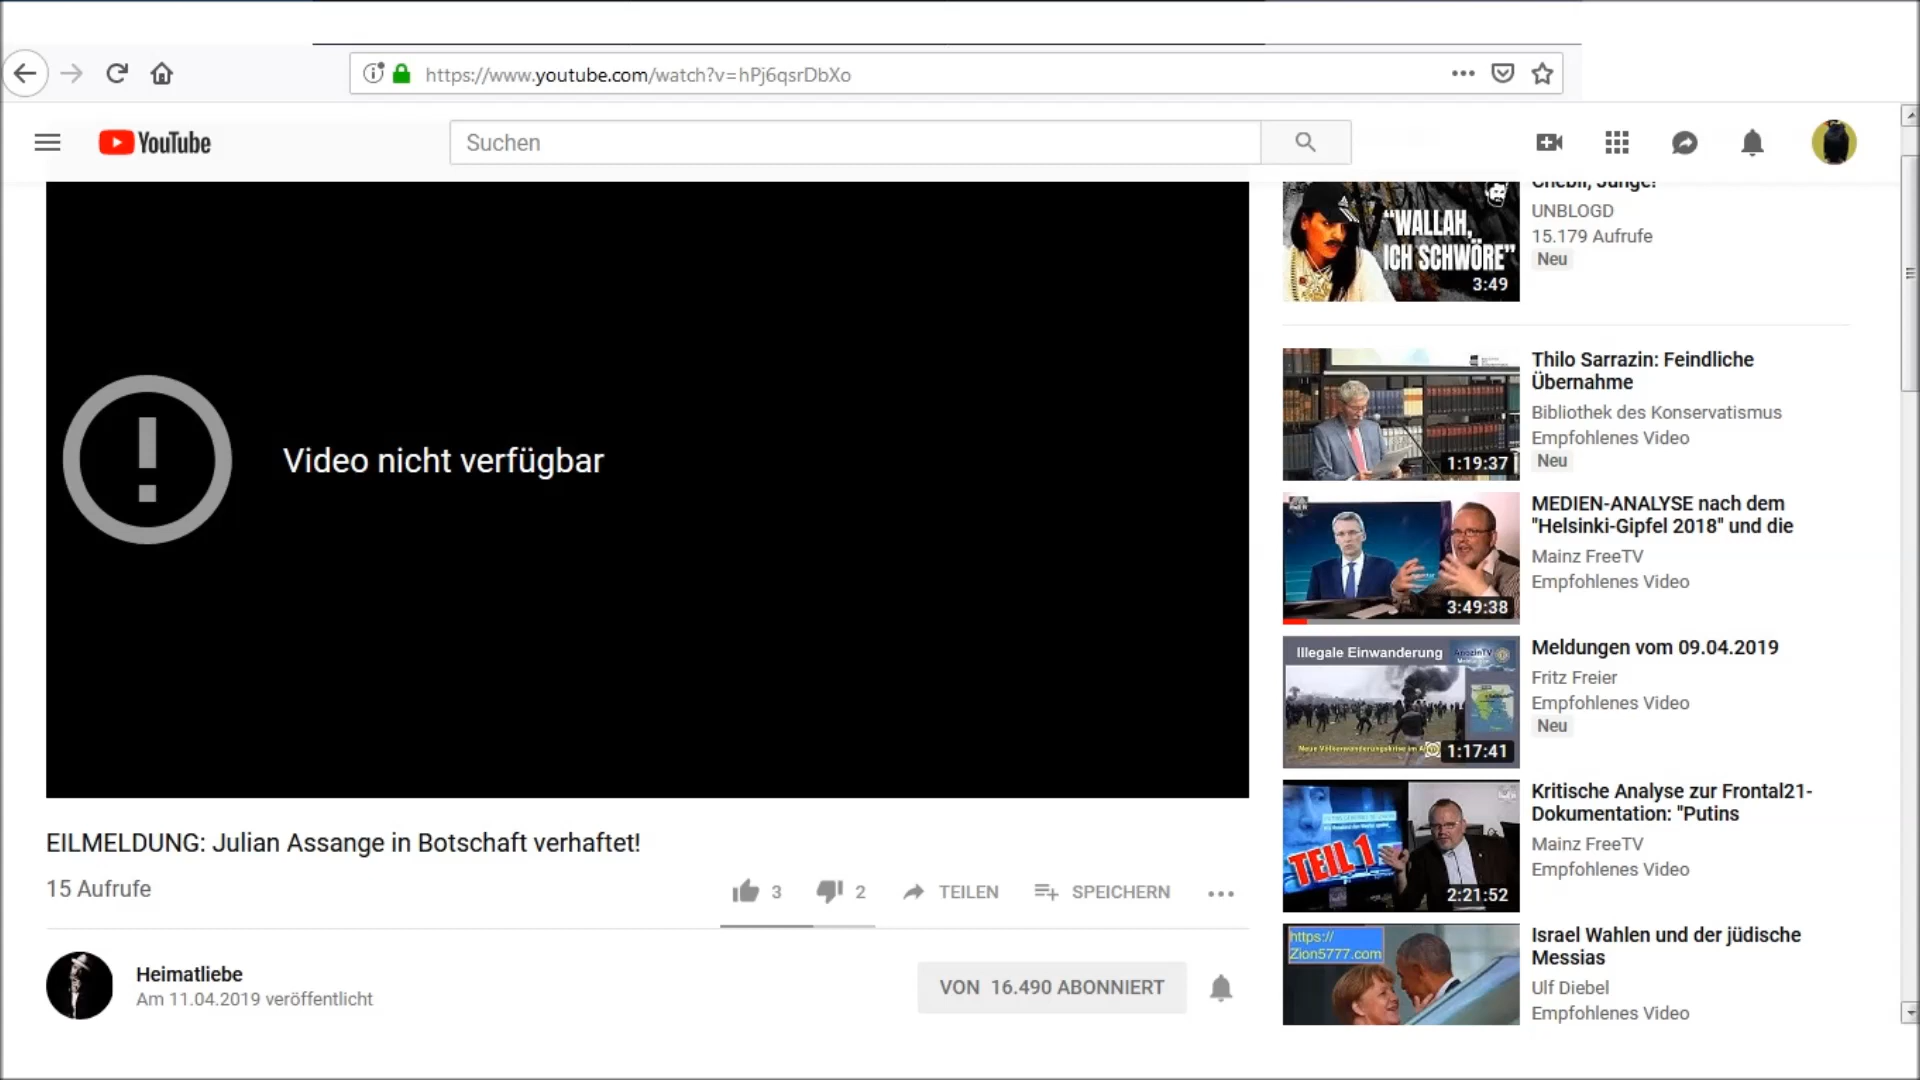 https://www.youtube.com/watch?v=hPj6qsrDbXo
YouTube
Suchen
Video nicht verfügbar
EILMELDUNG: Julian Assange in Botschaft verhaftet!
15 Aufrufe
3
2
TEILEN
SPEICHERN
Heimatliebe
Am 11.04.2019 veröffentlicht
VON 16.490 ABONNIERT
"WALLAH,
ICH SCHWÖRE"
3:49
UNBLOGD
15.179 Aufrufe
Neu
1:19:37
Thilo Sarrazin: Feindliche
Übernahme
Bibliothek des Konservatismus
Empfohlenes Video
Neu
3:49:38
MEDIEN-ANALYSE nach dem
"Helsinki-Gipfel 2018" und die
Mainz FreeTV
Empfohlenes Video
Illegale Einwanderung
1:17:41
Meldungen vom 09.04.2019
Fritz Freier
Empfohlenes Video
Neu
TEIL 1
2:21:52
Kritische Analyse zur Frontal21-
Dokumentation: "Putins
Mainz FreeTV
Empfohlenes Video
https://
Zion5777.com
Israel Wahlen und der jüdische
Messias
Ulf Diebel
Empfohlenes Video